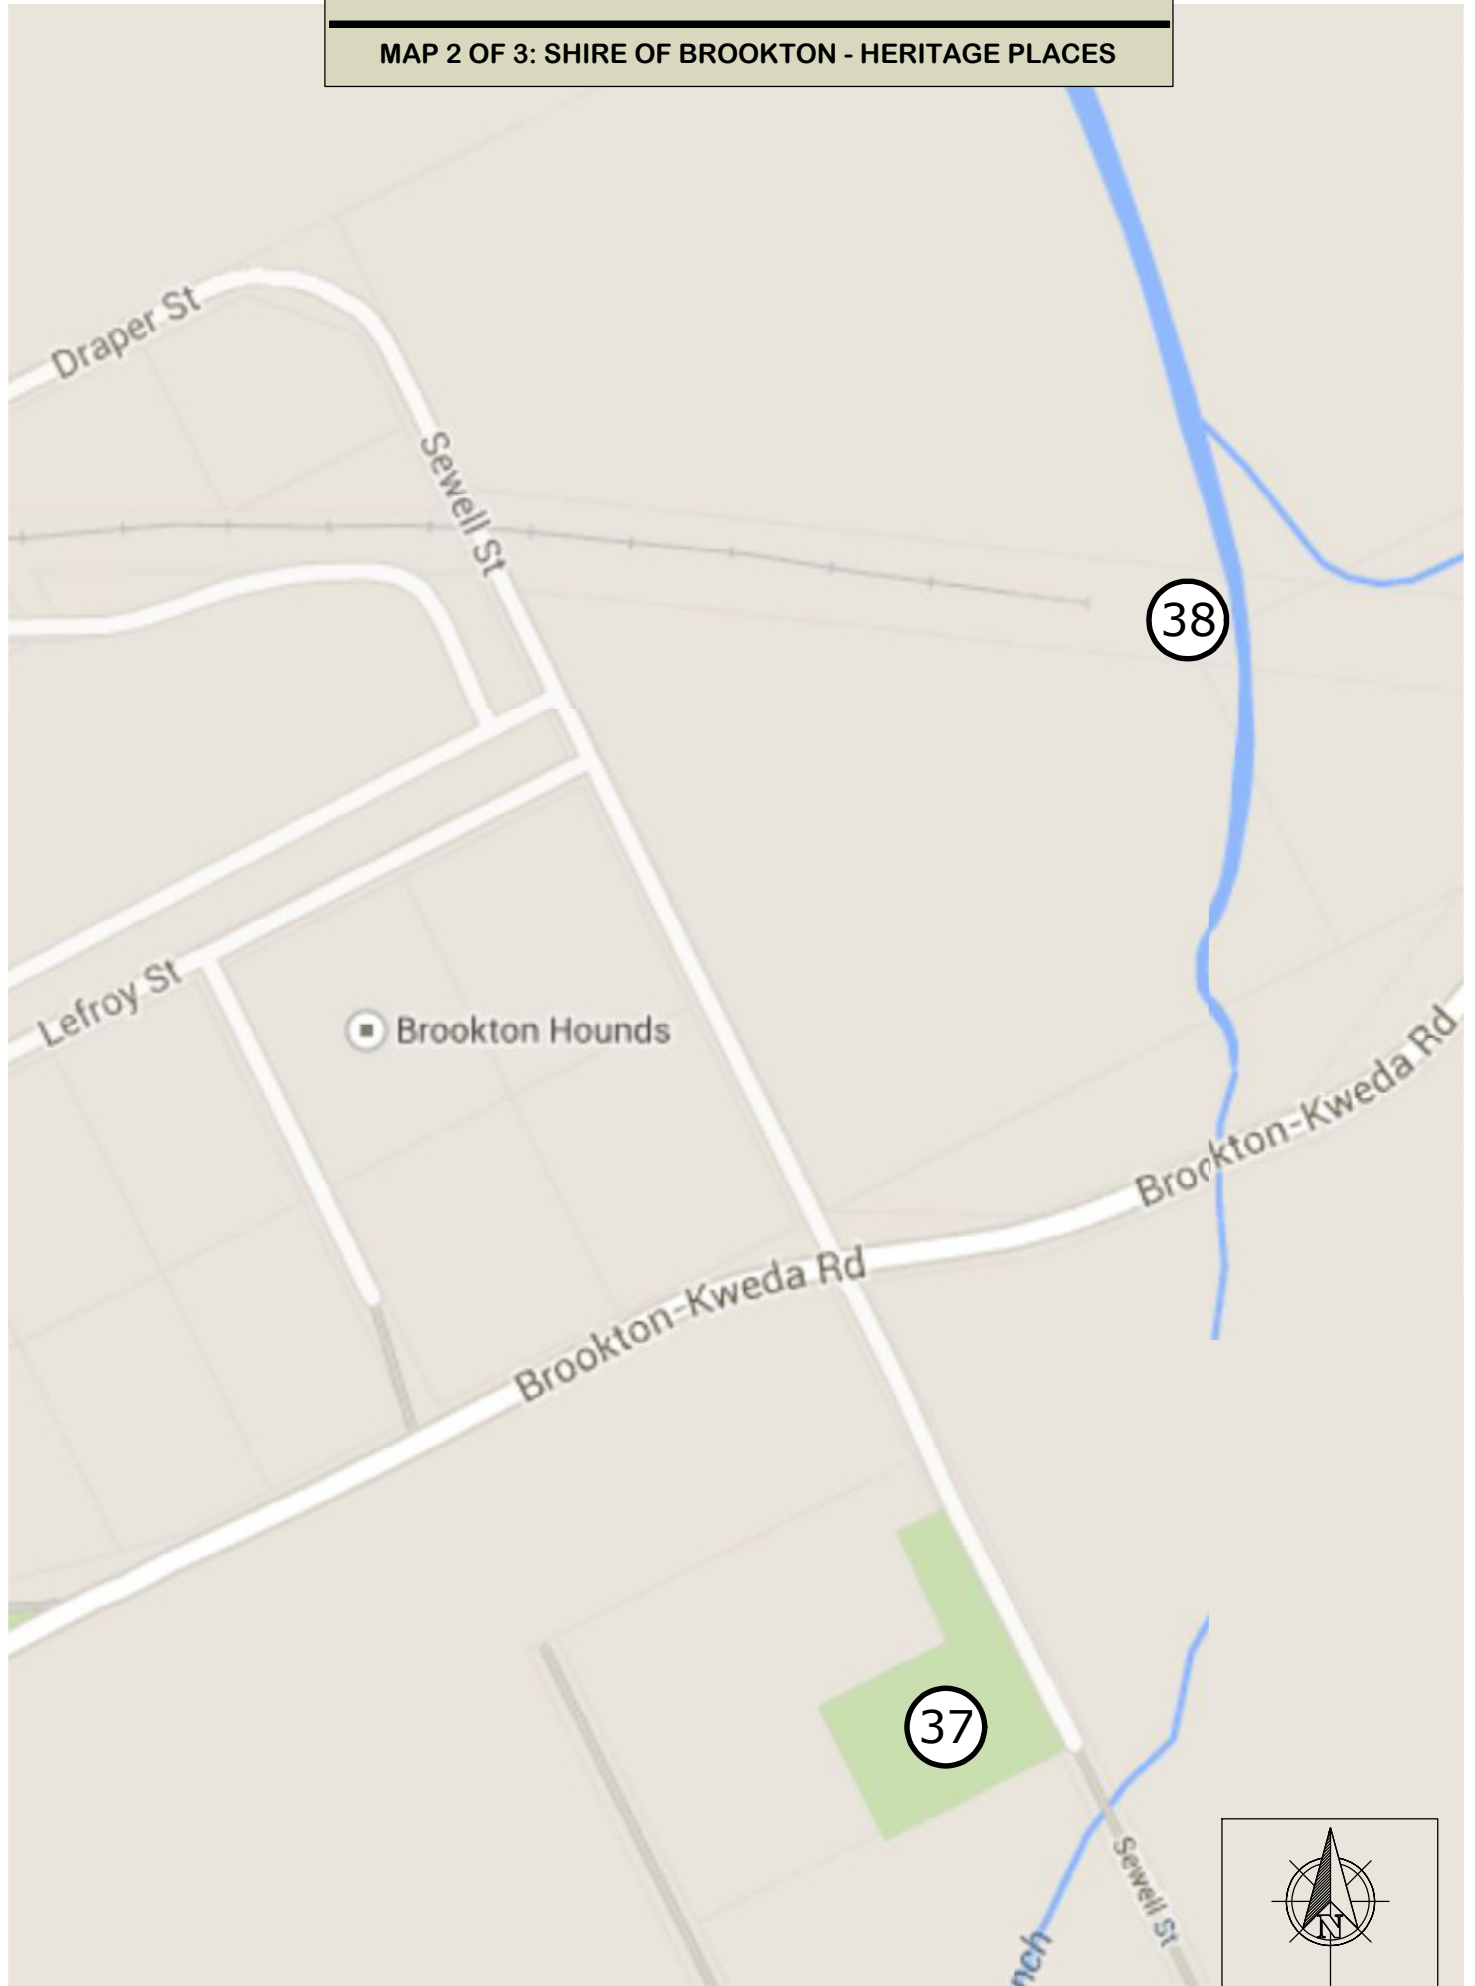 MAP 2 OF 3: SHIRE OF BROOKTON - HERITAGE PLACES
Draper St
Sewell St
38
Lefroy St
Brookton Hounds
Brookton-Kweda Rd
Brookton-Kweda Rd
37
Sewell St
nch
N